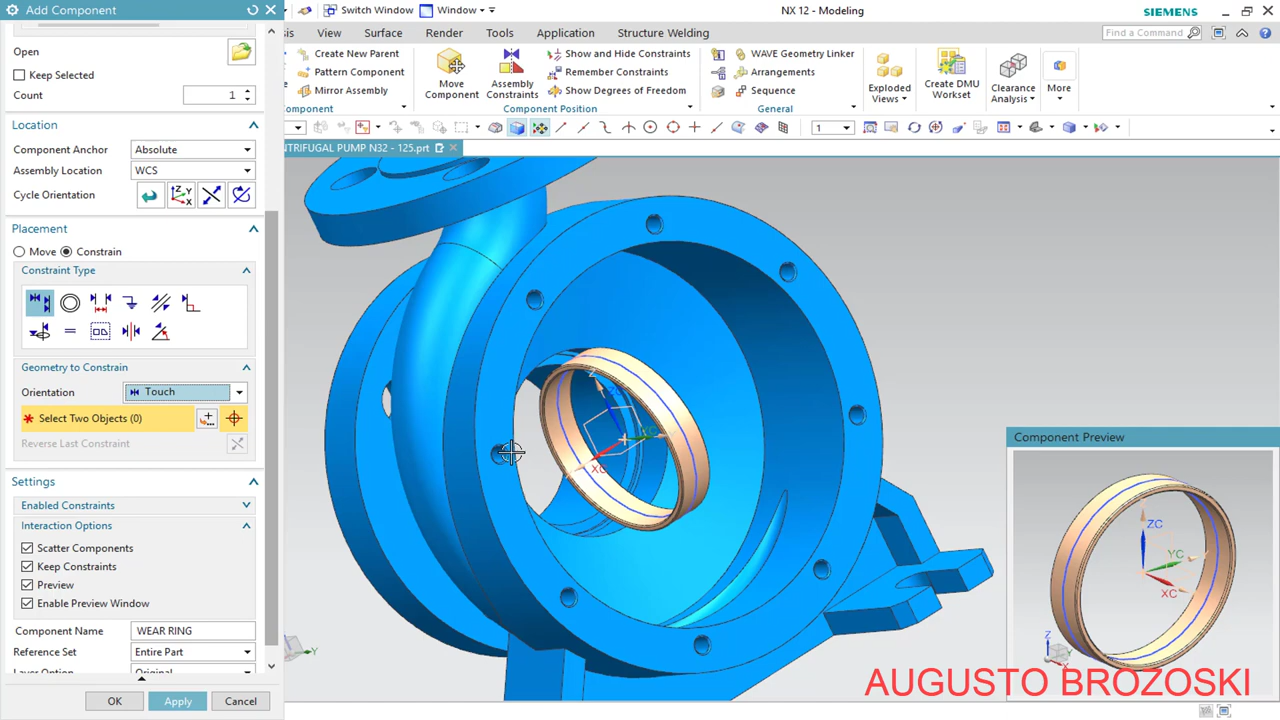 Add Component
Switch Window
Window
NX 12 - Modeling
SIEMENS
View
Surface
Render
Tools
Application
Structure Welding
Find a Command
Open
Keep Selected
Count
1
Location
Component Anchor
Absolute
Assembly Location
WCS
Cycle Orientation
Placement
Move
Constrain
Constraint Type
Geometry to Constrain
Orientation
Touch
Select Two Objects (0)
Reverse Last Constraint
Settings
Enabled Constraints
Interaction Options
Scatter Components
Keep Constraints
Preview
Enable Preview Window
Component Name
WEAR RING
Reference Set
Entire Part
Layer Option
Original
OK
Apply
Cancel
Create New Parent
Pattern Component
Mirror Assembly
Move Component
Assembly Constraints
Show and Hide Constraints
Remember Constraints
Show Degrees of Freedom
Component Position
WAVE Geometry Linker
Arrangements
Sequence
General
Exploded Views
Create DMU Workset
Clearance Analysis
More
1
NTRIFUGAL PUMP N32 - 125.prt
YC
XC
Y
Component Preview
ZC
YC
XC
Z
AUGUSTO BROZOSKI